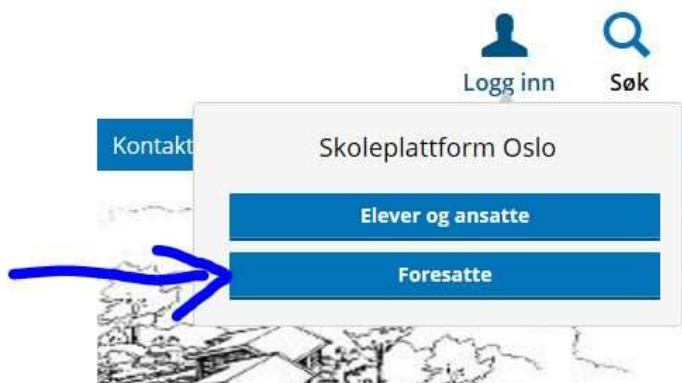 Logg inn
Søk
Kontakt
Skoleplattform Oslo
Elever og ansatte
Foresatte